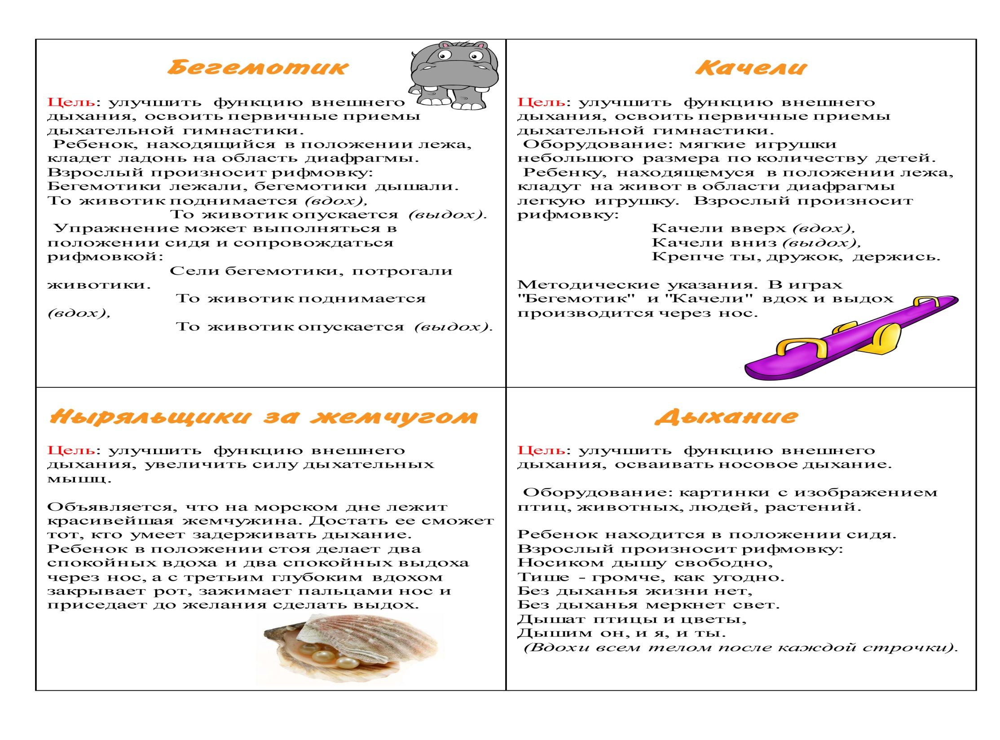 Бегемотик
Цель: улучшить функцию внешнего
дыхания, освоить первичные приемы
дыхательной гимнастики.
Ребенок, находящийся в положении лежа,
кладет ладонь на область диафрагмы.
Взрослый произносит рифмовку:
Бегемотики лежали, бегемотики дышали.
То животик поднимается (вдох),
То животик опускается (выдох).
Упражнение может выполняться в
положении сидя и сопровождаться
рифмовкой:
Сели бегемотики, потрогали
животики.
То животик поднимается
(вдох),
То животик опускается (выдох).
Качели
Цель: улучшить функцию внешнего
дыхания, освоить первичные приемы
дыхательной гимнастики.
Оборудование: мягкие игрушки
небольшого размера по количеству детей.
Ребенку, находящемуся в положении лежа,
кладут на живот в области диафрагмы
легкую игрушку. Взрослый произносит
рифмовку:
Качели вверх (вдох),
Качели вниз (выдох),
Крепче ты, дружок, держись.
Методические указания. В играх
"Бегемотик" и "Качели" вдох и выдох
производится через нос.
Ныряльщики за жемчугом
Цель: улучшить функцию внешнего
дыхания, увеличить силу дыхательных
мышц.
Объявляется, что на морском дне лежит
красивейшая жемчужина. Достать ее сможет
тот, кто умеет задерживать дыхание.
Ребенок в положении стоя делает два
спокойных вдоха и два спокойных выдоха
через нос, а с третьим глубоким вдохом
закрывает рот, зажимает пальцами нос и
приседает до желания сделать выдох.
Дыхание
Цель: улучшить функцию внешнего
дыхания, осваивать носовое дыхание.
Оборудование: картинки с изображением
птиц, животных, людей, растений.
Ребенок находится в положении сидя.
Взрослый произносит рифмовку:
Носиком дышу свободно,
Тише - громче, как угодно.
Без дыханья жизни нет,
Без дыханья меркнет свет.
Дышат птицы и цветы,
Дышим он, и я, и ты.
(Вдохи всем телом после каждой строчки).